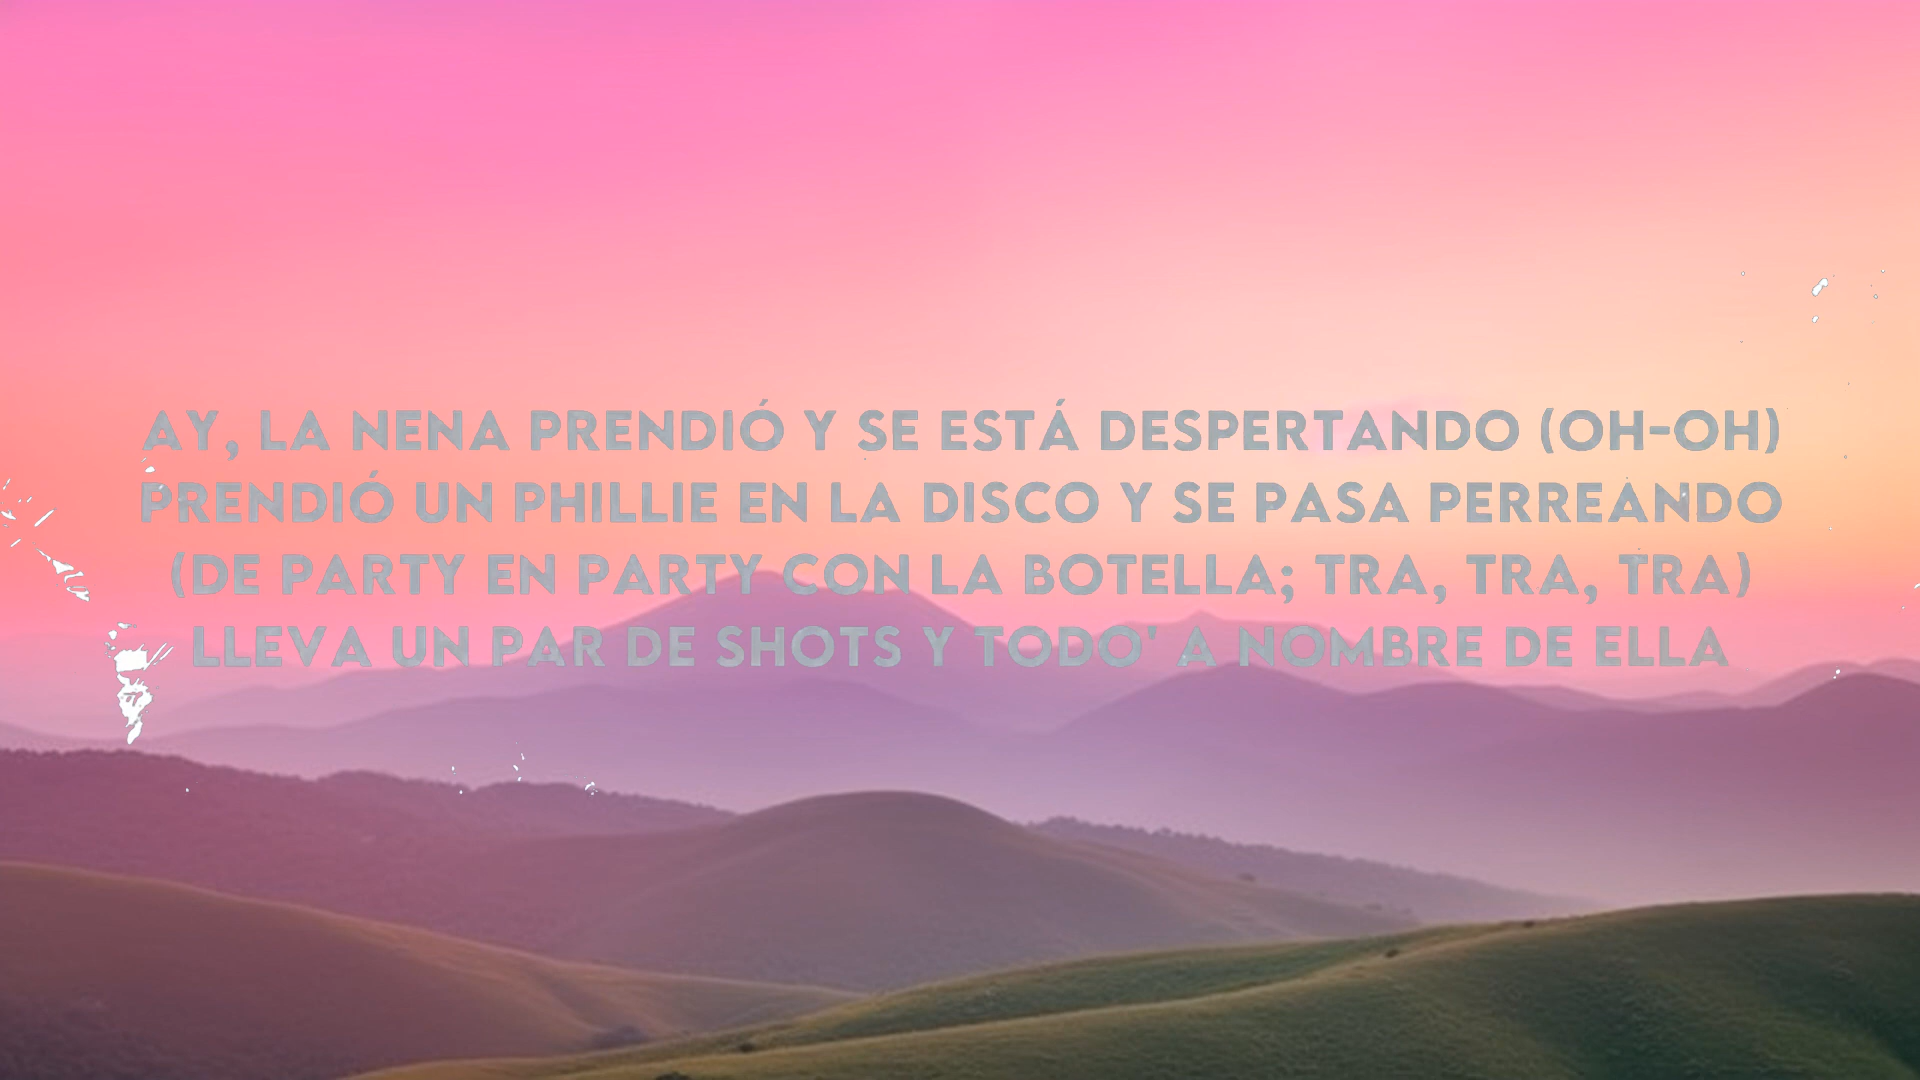 AY, LA NENA PRENDIÓ Y SE ESTÁ DESPERTANDO (OH-OH)
PRENDIÓ UN PHILLIE EN LA DISCO Y SE PASA PERREANDO
(DE PARTY EN PARTY CON LA BOTELLA; TRA, TRA, TRA)
LLEVA UN PAR DE SHOTS Y TODO' A NOMBRE DE ELLA